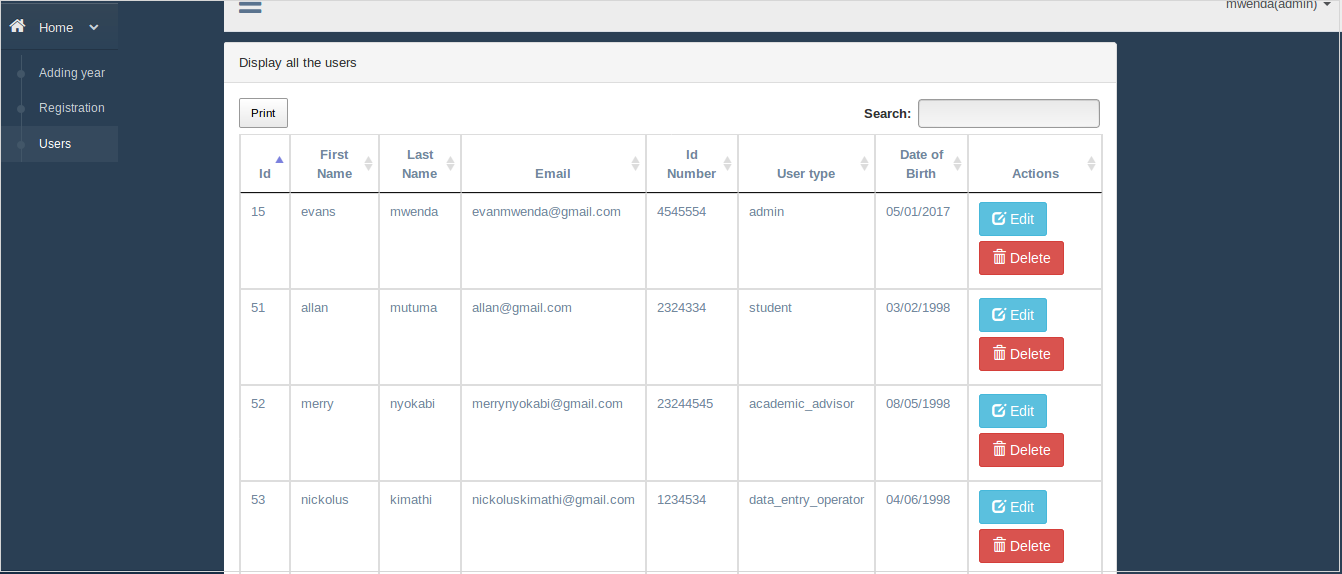 mwenda(admin)
Home
Adding year
Registration
Users
Display all the users
Print
Search:
Id First Name Last Name Email Id Number User type Date of Birth Actions
15 evans mwenda evanmwenda@gmail.com 4545554 admin 05/01/2017 Edit
Delete
51 allan mutuma allan@gmail.com 2324334 student 03/02/1998 Edit
Delete
52 merry nyokabi merrynyokabi@gmail.com 23244545 academic_advisor 08/05/1998 Edit
Delete
53 nickolus kimathi nickoluskimathi@gmail.com 1234534 data_entry_operator 04/06/1998 Edit
Delete